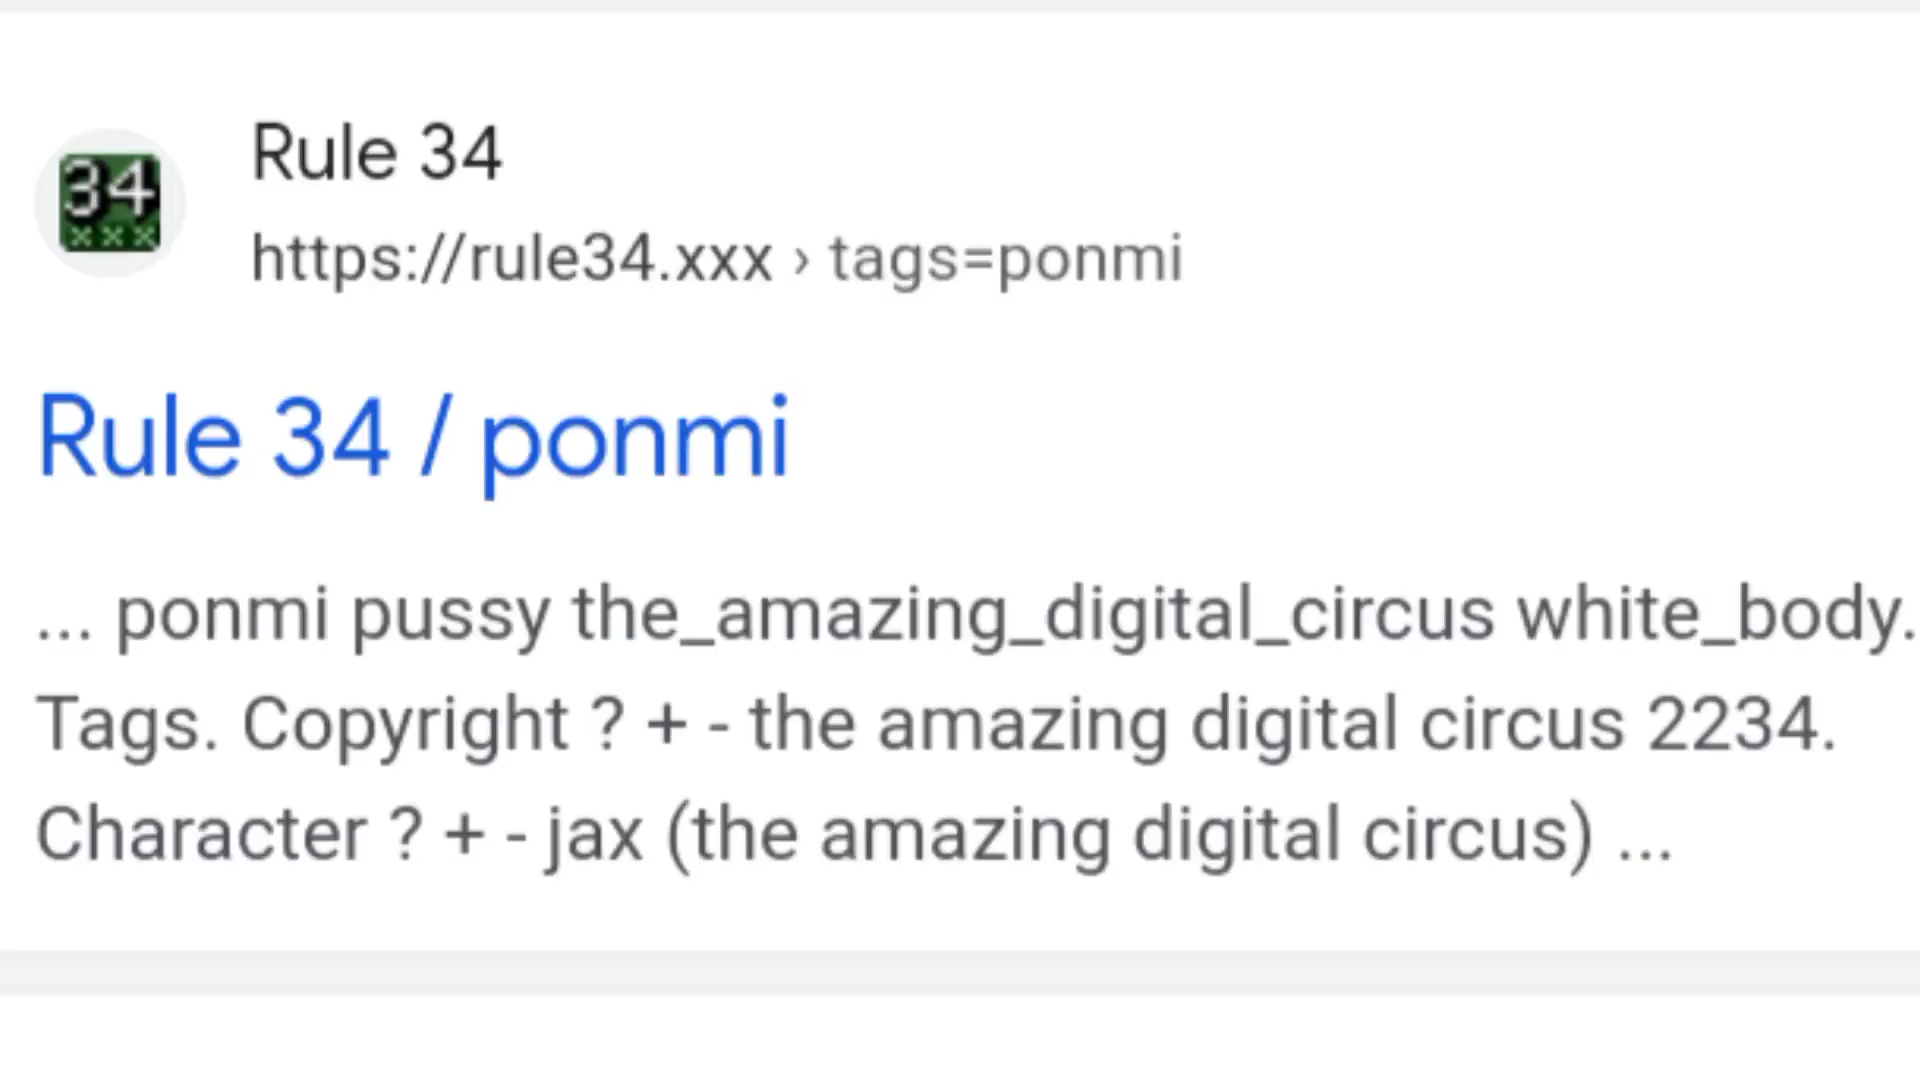 34
xxx
Rule 34
https://rule34.xxx › tags=ponmi
Rule 34 / ponmi
... ponmi pussy the_amazing_digital_circus white_body.
Tags. Copyright ? + - the amazing digital circus 2234.
Character ? + - jax (the amazing digital circus) ...